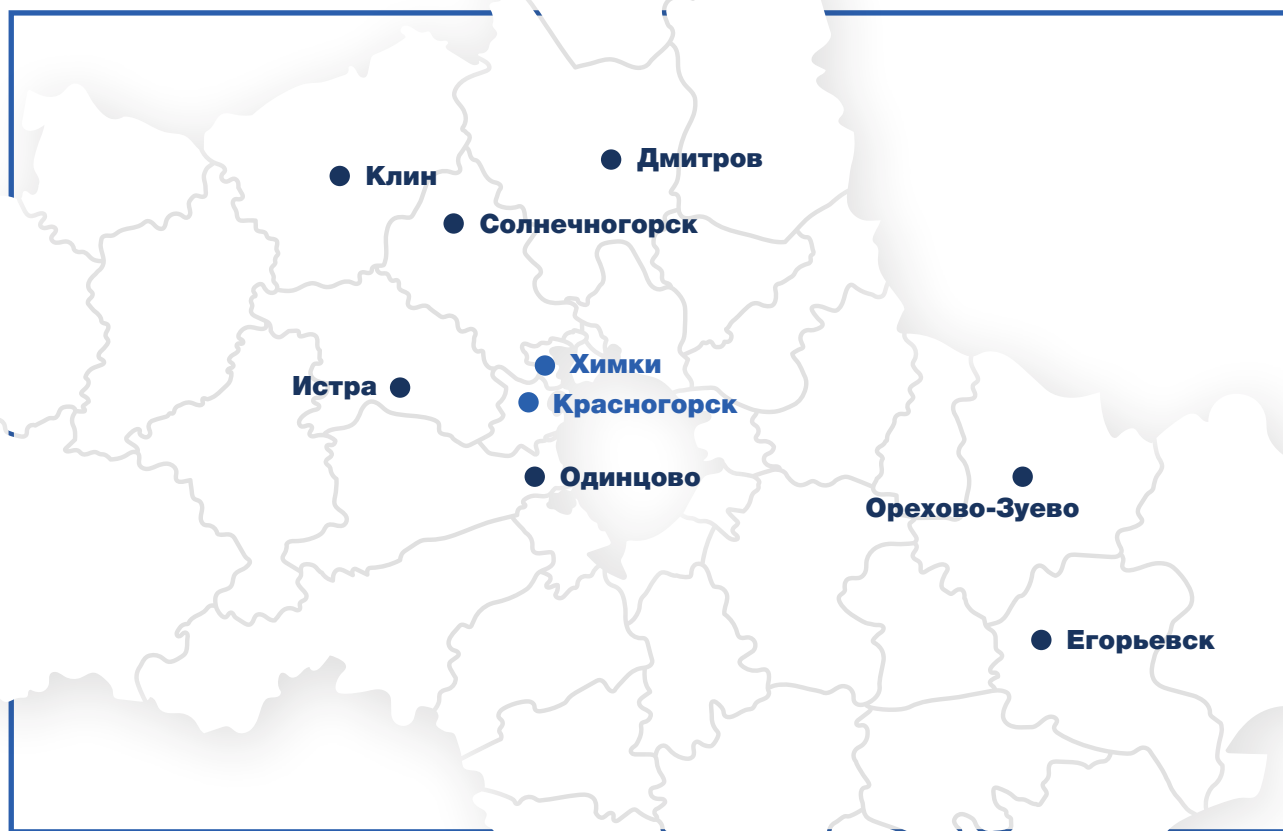 Дмитров
Клин
Солнечногорск
Химки
Истра
Красногорск
Одинцово
Орехово-Зуево
Егорьевск